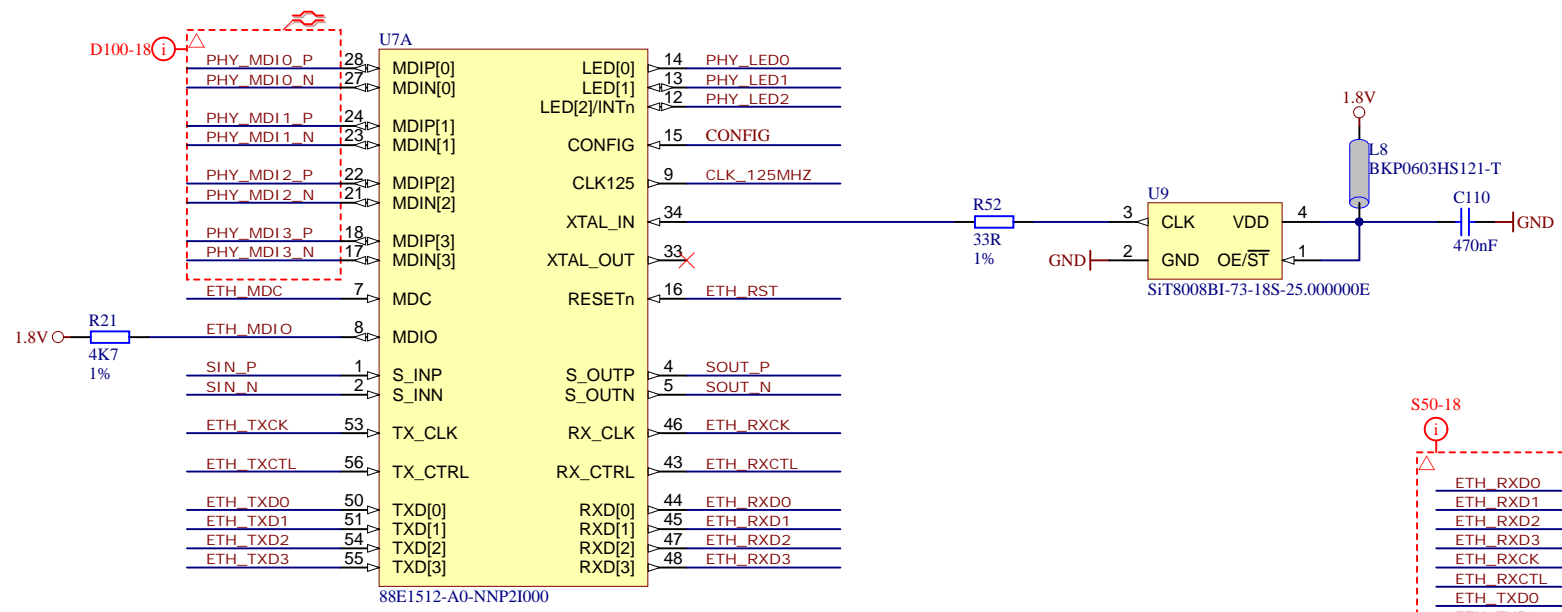 D100-18
i
U7A
PHY_MDI0_P 28 MDIP[0] LED[0] 14 PHY_LED0
PHY_MDI0_N 27 MDIN[0] LED[1] 13 PHY_LED1
LED[2]/INTn 12 PHY_LED2
PHY_MDI1_P 24 MDIP[1]
PHY_MDI1_N 23 MDIN[1] CONFIG 15 CONFIG
PHY_MDI2_P 22 MDIP[2] CLK125 9 CLK_125MHZ
PHY_MDI2_N 21 MDIN[2]
XTAL_IN 34
PHY_MDI3_P 18 MDIP[3]
PHY_MDI3_N 17 MDIN[3] XTAL_OUT 33
ETH_MDC 7 MDC RESETn 16 ETH_RST
1.8V R21 ETH_MDIO 8 MDIO
4K7
1%
SIN_P 1 S_INP S_OUTP 4 SOUT_P
SIN_N 2 S_INN S_OUTN 5 SOUT_N
ETH_TXCK 53 TX_CLK RX_CLK 46 ETH_RXCK
ETH_TXCTL 56 TX_CTRL RX_CTRL 43 ETH_RXCTL
ETH_TXD0 50 TXD[0] RXD[0] 44 ETH_RXD0
ETH_TXD1 51 TXD[1] RXD[1] 45 ETH_RXD1
ETH_TXD2 54 TXD[2] RXD[2] 47 ETH_RXD2
ETH_TXD3 55 TXD[3] RXD[3] 48 ETH_RXD3
88E1512-A0-NNP2I000
R52
33R
1%
1.8V
L8
BKP0603HS121-T
U9
3 CLK VDD 4
GND 2 GND OE/ST 1
SiT8008BI-73-18S-25.000000E
C110
470nF
GND
S50-18
i
ETH_RXD0
ETH_RXD1
ETH_RXD2
ETH_RXD3
ETH_RXCK
ETH_RXCTL
ETH_TXD0